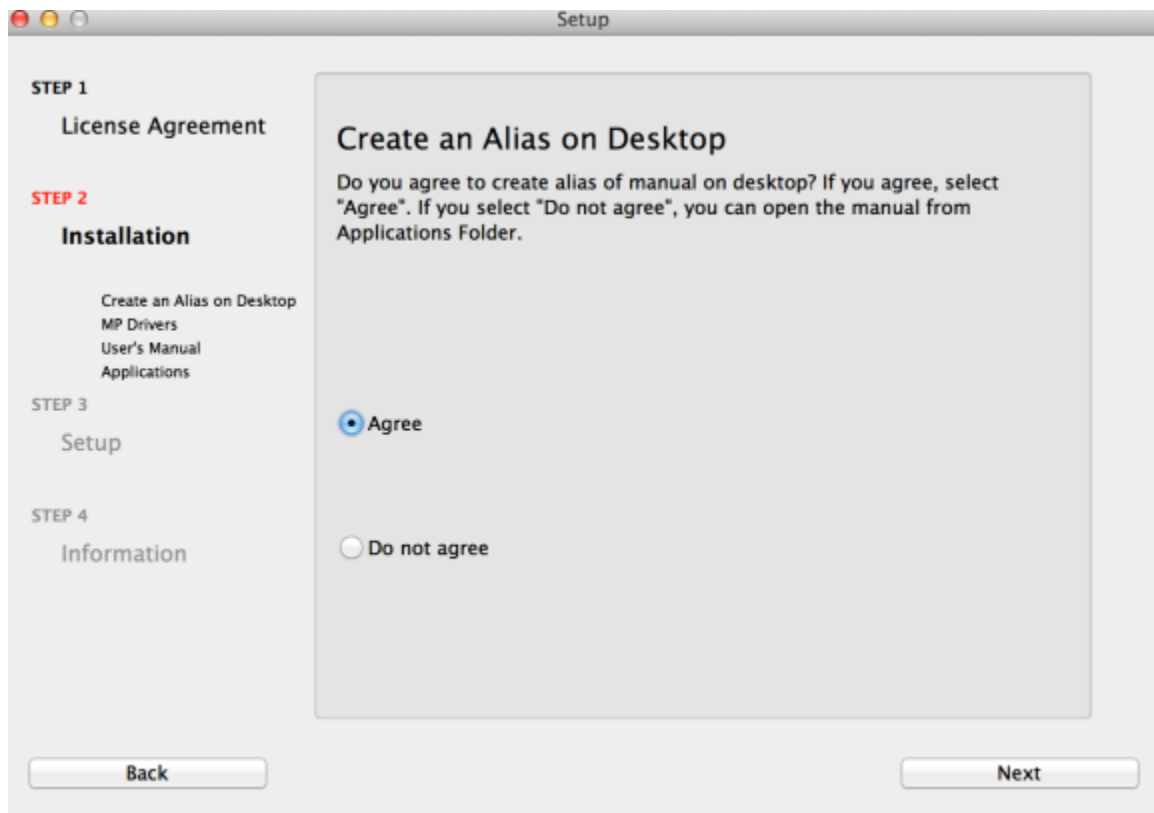 Setup
STEP 1
License Agreement
STEP 2
Installation
Create an Alias on Desktop
MP Drivers
User's Manual
Applications
STEP 3
Setup
STEP 4
Information
Create an Alias on Desktop
Do you agree to create alias of manual on desktop? If you agree, select
"Agree". If you select "Do not agree", you can open the manual from
Applications Folder.
Agree
Do not agree
Back
Next